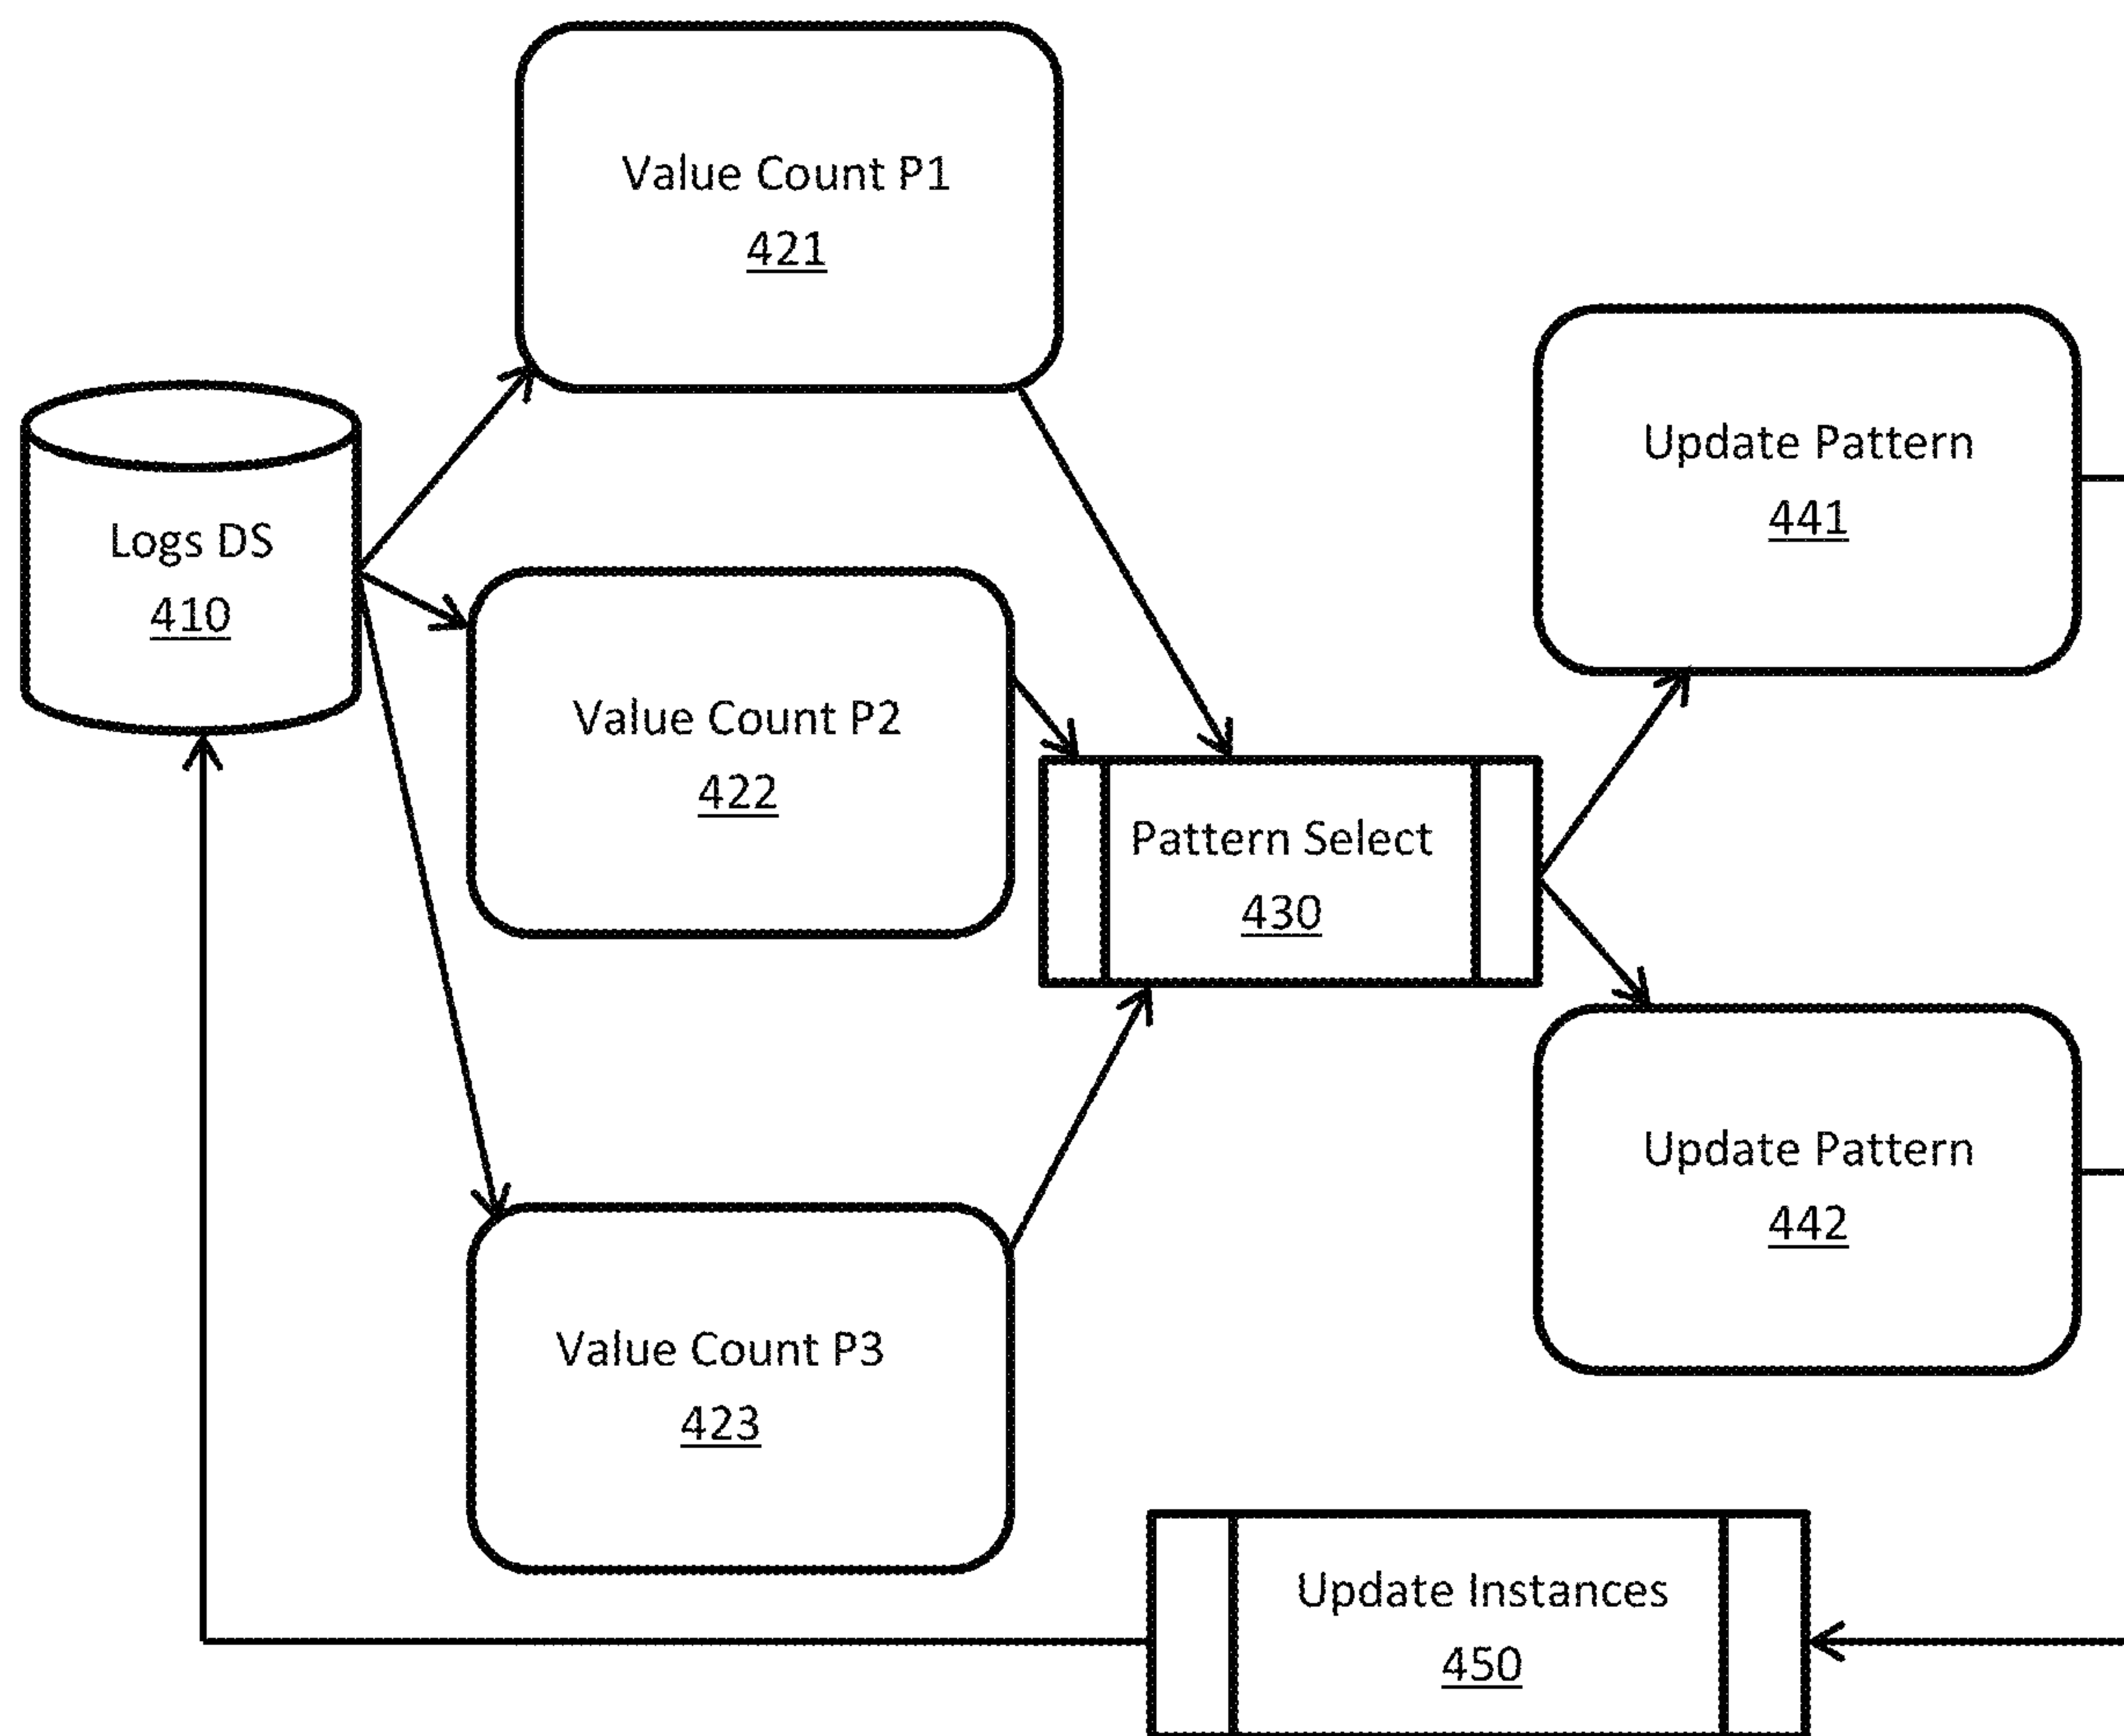 Value Count P1
421
Logs DS
410
Value Count P2
422
Value Count P3
423
Pattern Select
430
Update Pattern
441
Update Pattern
442
Update Instances
450